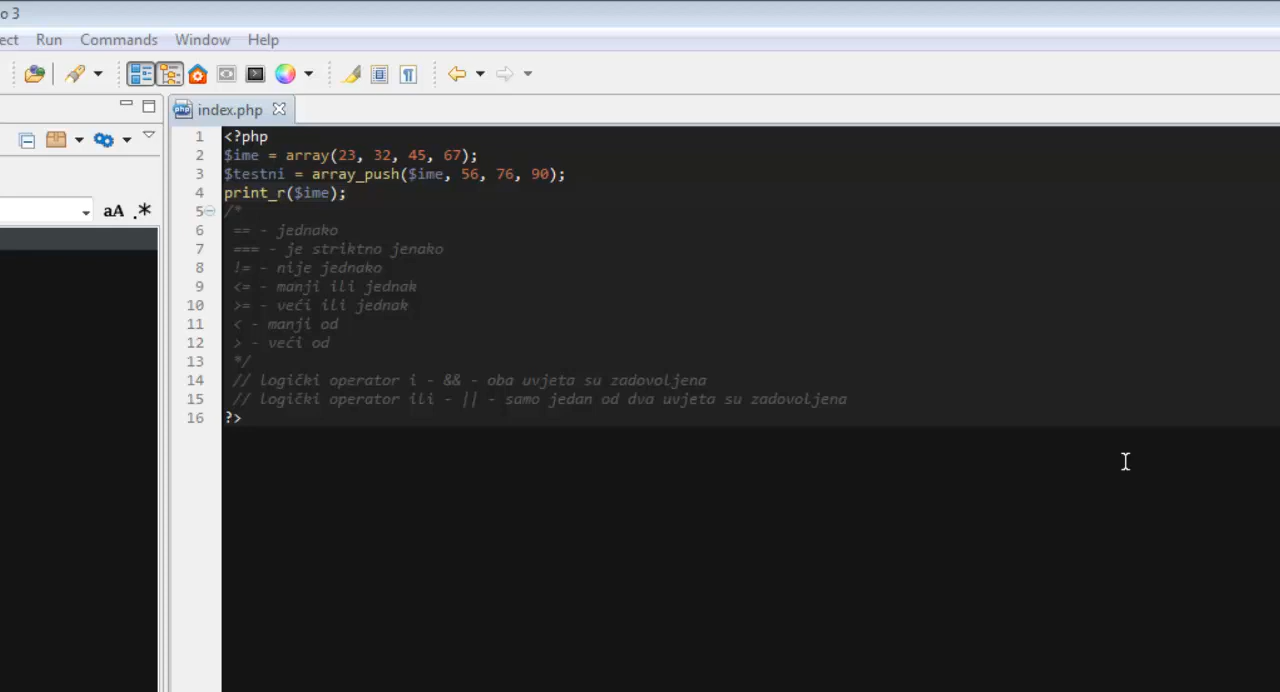 o 3
ect Run Commands Window Help
index.php
aA .*
1 <?php
2 $ime = array(23, 32, 45, 67);
3 $testni = array_push($ime, 56, 76, 90);
4 print_r($ime);
5 /*
6 == - jednako
7 === - je striktno jenako
8 != - nije jednako
9 <= - manji ili jednak
10 >= - veći ili jednak
11 < - manji od
12 > - veći od
13 */
14 // logički operator i - && - oba uvjeta su zadovoljena
15 // logički operator ili - || - samo jedan od dva uvjeta su zadovoljena
16 ?>